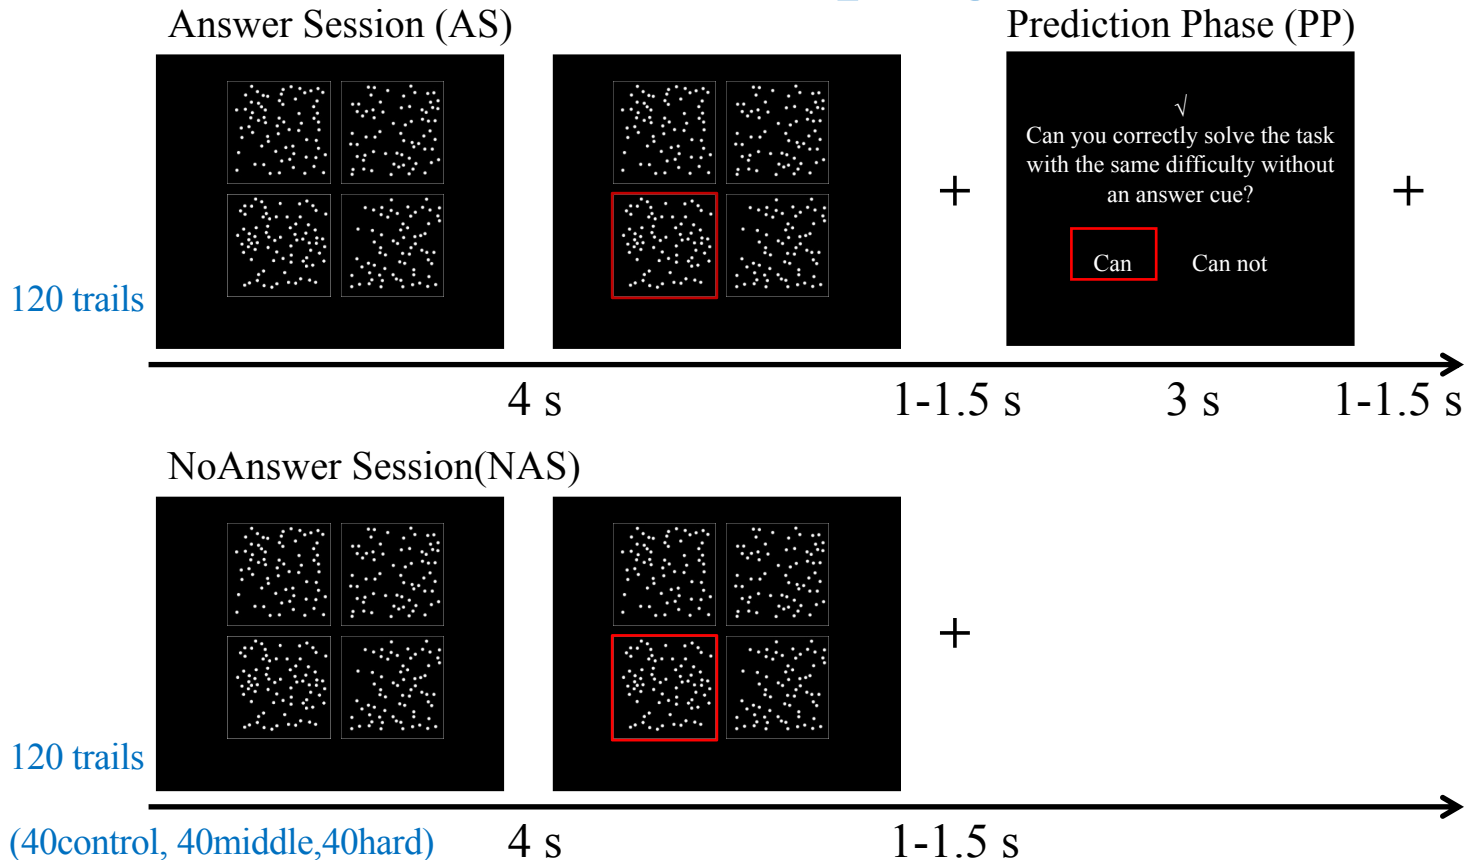 Answer Session (AS)
Prediction Phase (PP)
√
Can you correctly solve the task
with the same difficulty without
an answer cue?
Can
Can not
+
+
120 trails
4 s
1-1.5 s
3 s
1-1.5 s
NoAnswer Session(NAS)
+
120 trails
(40control, 40middle,40hard)
4 s
1-1.5 s